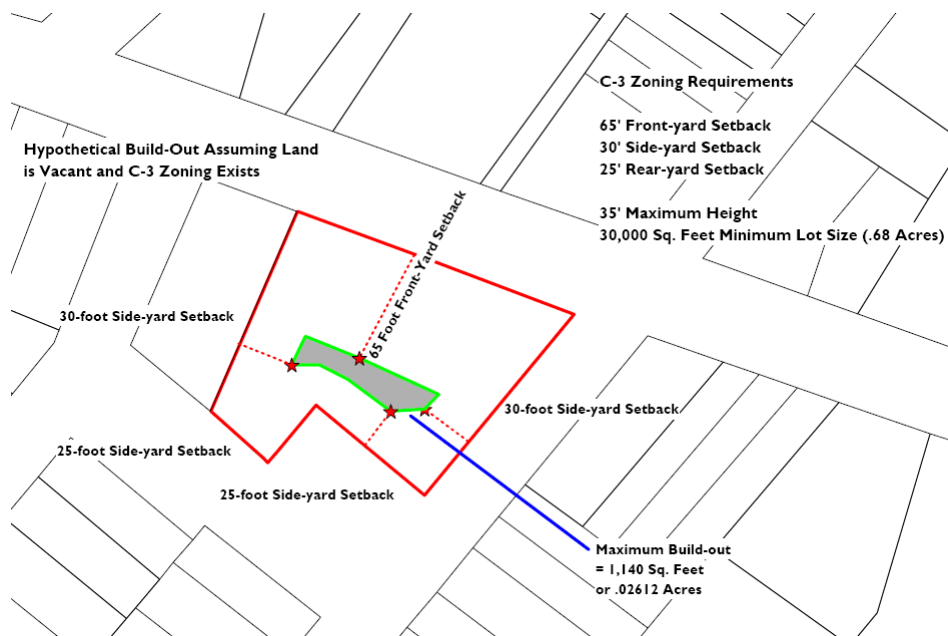 C-3 Zoning Requirements
65' Front-yard Setback
30' Side-yard Setback
25' Rear-yard Setback
35' Maximum Height
30,000 Sq. Feet Minimum Lot Size (.68 Acres)
Hypothetical Build-Out Assuming Land
is Vacant and C-3 Zoning Exists
65 Foot Front-Yard Setback
30-foot Side-yard Setback
30-foot Side-yard Setback
25-foot Side-yard Setback
25-foot Side-yard Setback
Maximum Build-out
= 1,140 Sq. Feet
or .02612 Acres